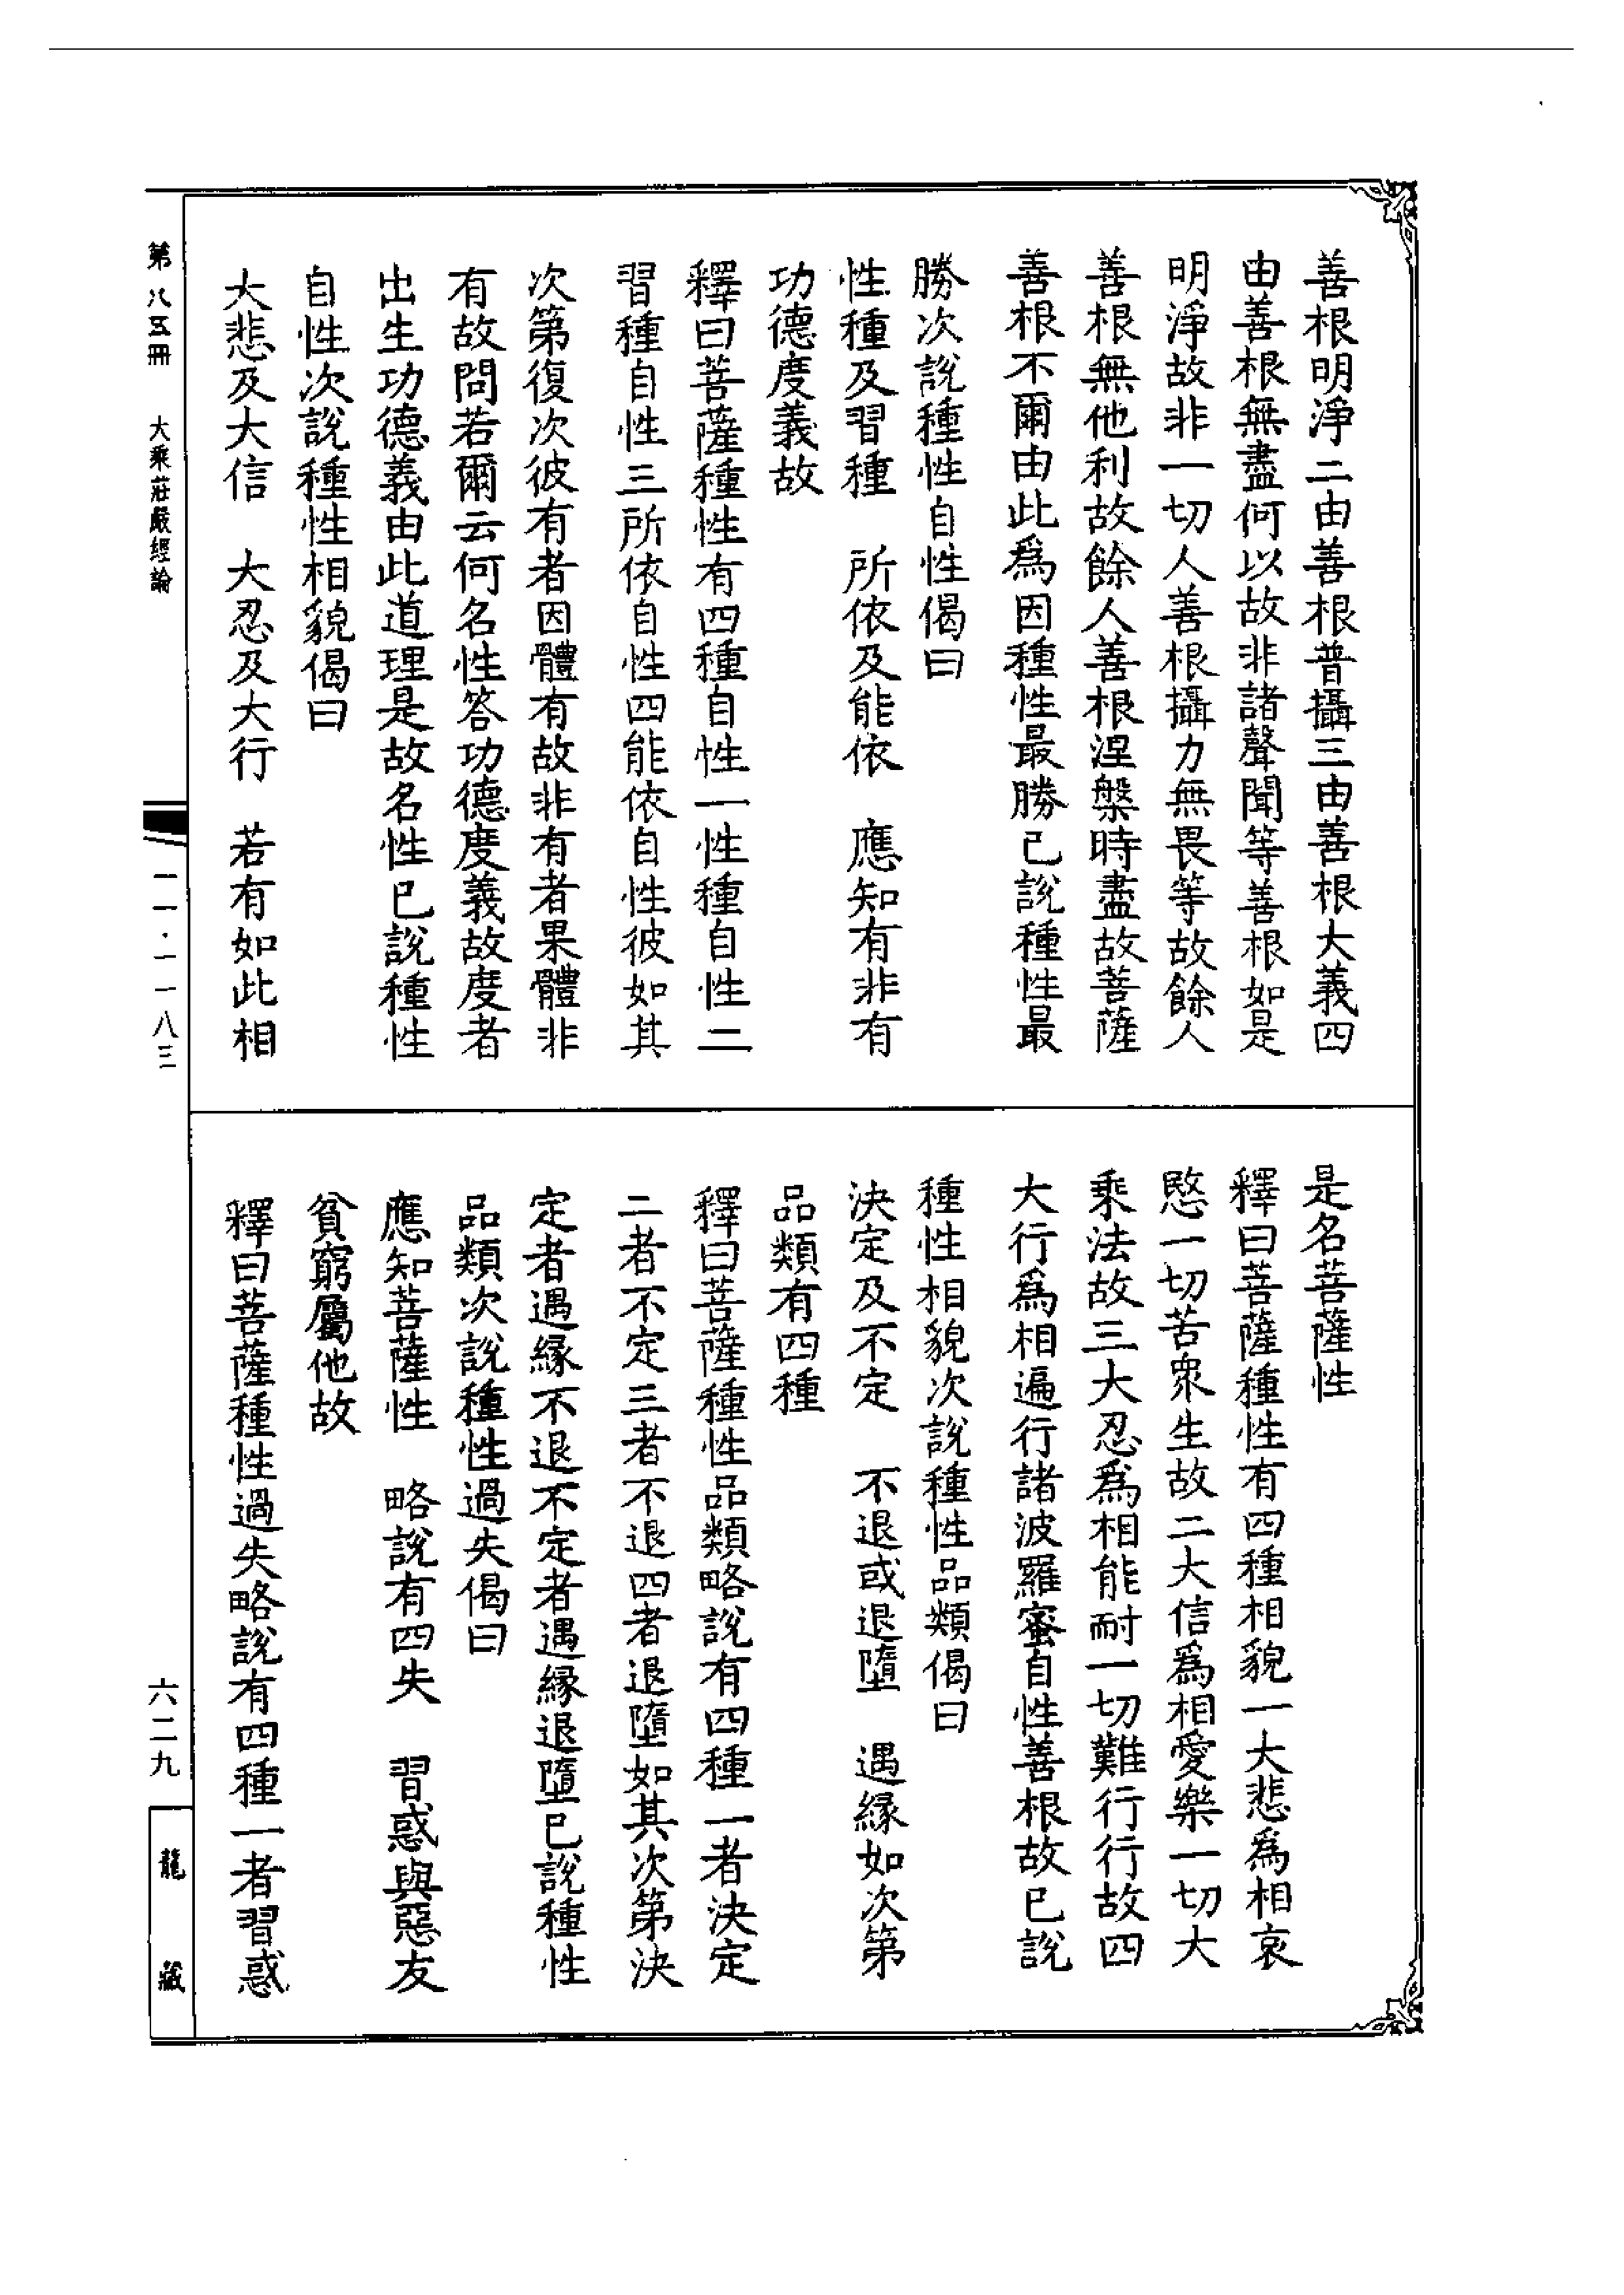 善根明淨二由善根普攝三由善根大義四
由善根無盡何以故非諸聲聞等善根如是
明淨故非一切人善根攝力無畏等故餘人
善根無他利故餘人善根涅槃時盡故菩薩
善根不爾由此爲因種性最勝已說種性最
勝次說種性自性偈曰
性種及習種　所依及能依　應知有非有
功德度義故
釋曰菩薩種性有四種自性一性種自性二
習種自性三所依自性四能依自性彼如其
次第復次彼有者因體有故非有者果體非
有故問若爾云何名性答功德度義故度者
出生功德義由此道理是故名性已說種性
自性次說種性相貌偈曰
大悲及大信　大忍及大行　若有如此相
是名菩薩性
釋曰菩薩種性有四種相貌一大悲爲相哀
愍一切苦衆生故二大信爲相愛樂一切大
乘法故三大忍爲相能耐一切難行行故四
大行爲相遍行諸波羅蜜自性善根故已說
種性相貌次說種性品類偈曰
決定及不定　不退或退墮　遇緣如次第
品類有四種
釋曰菩薩種性品類略說有四種一者決定
二者不定三者不退四者退墮如其次第決
定者遇緣不退不定者遇緣退墮已說種性
品類次說種性過失偈曰
應知菩薩性　略說有四失　習惑與惡友
貧窮屬他故
釋曰菩薩種性過失略說有四種一者習惑
第八五冊　大乘莊嚴經論
一一·一一八三
六二九
龍藏